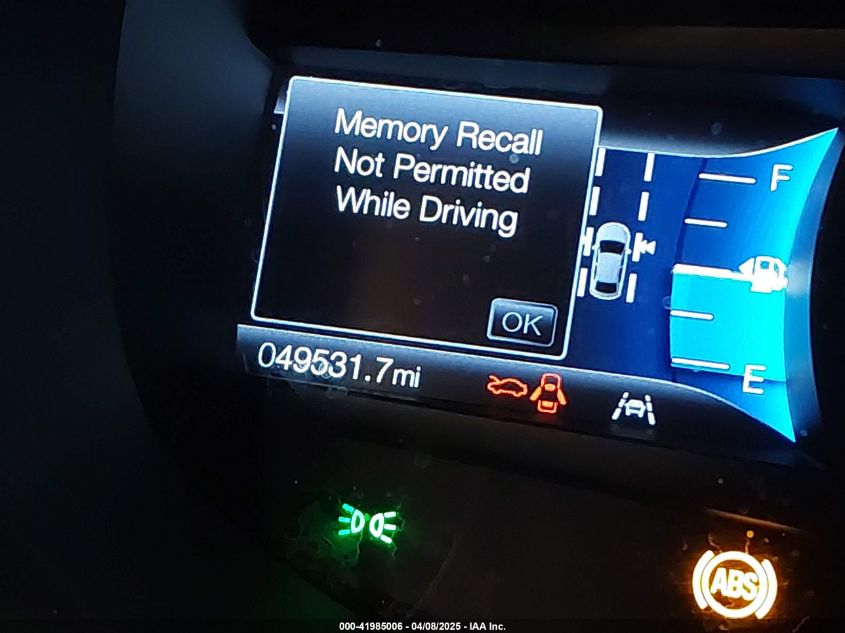 Memory Recall
Not Permitted
While Driving
F
OK
E
049531.7mi
ABS
000-41985006 - 04/08/2025 - IAA Inc.